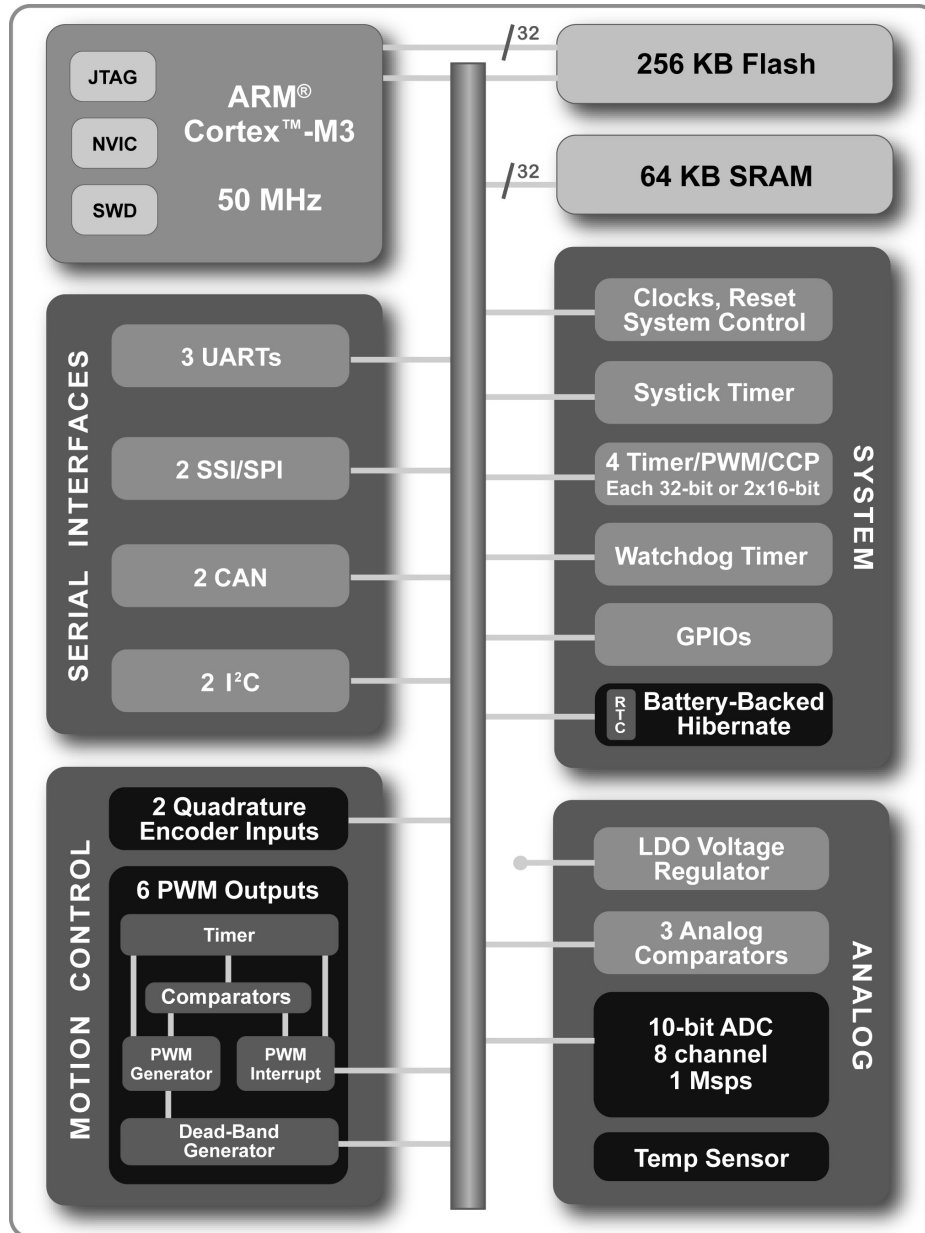 JTAG
NVIC
SWD
ARM®
Cortex™-M3
50 MHz
32
256 KB Flash
32
64 KB SRAM
SERIAL INTERFACES
3 UARTs
2 SSI/SPI
2 CAN
2 I²C
SYSTEM
Clocks, Reset
System Control
Systick Timer
4 Timer/PWM/CCP
Each 32-bit or 2x16-bit
Watchdog Timer
GPIOs
RTC
Battery-Backed
Hibernate
MOTION CONTROL
2 Quadrature
Encoder Inputs
6 PWM Outputs
Timer
Comparators
PWM
Generator
PWM
Interrupt
Dead-Band
Generator
ANALOG
LDO Voltage
Regulator
3 Analog
Comparators
10-bit ADC
8 channel
1 Msps
Temp Sensor